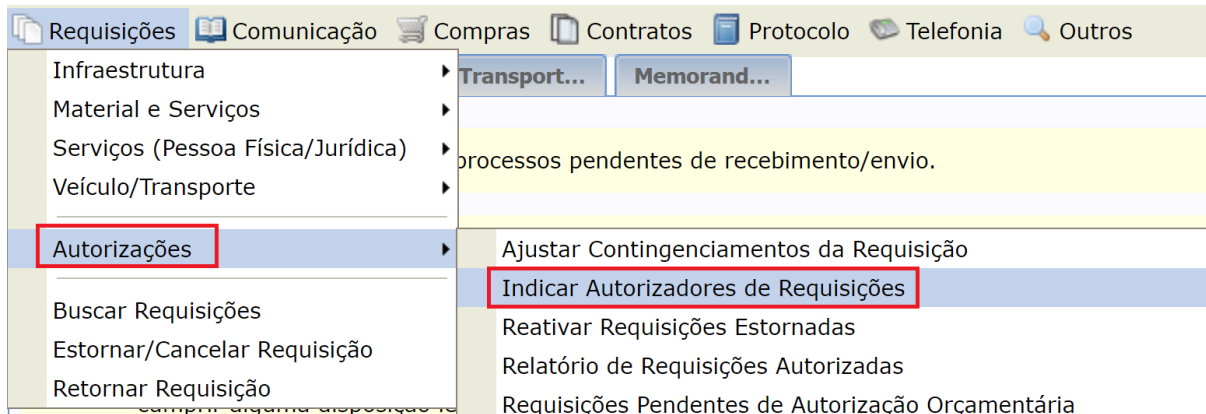 Requisições Comunicação Compras Contratos Protocolo Telefonia Outros
Infraestrutura
Transport... Memorand...
Material e Serviços
Serviços (Pessoa Física/Jurídica)
processos pendentes de recebimento/envio.
Veículo/Transporte
Autorizações
Ajustar Contingenciamentos da Requisição
Indicar Autorizadores de Requisições
Buscar Requisições
Reativar Requisições Estornadas
Estornar/Cancelar Requisição
Relatório de Requisições Autorizadas
Retornar Requisição
Requisições Pendentes de Autorização Orçamentária